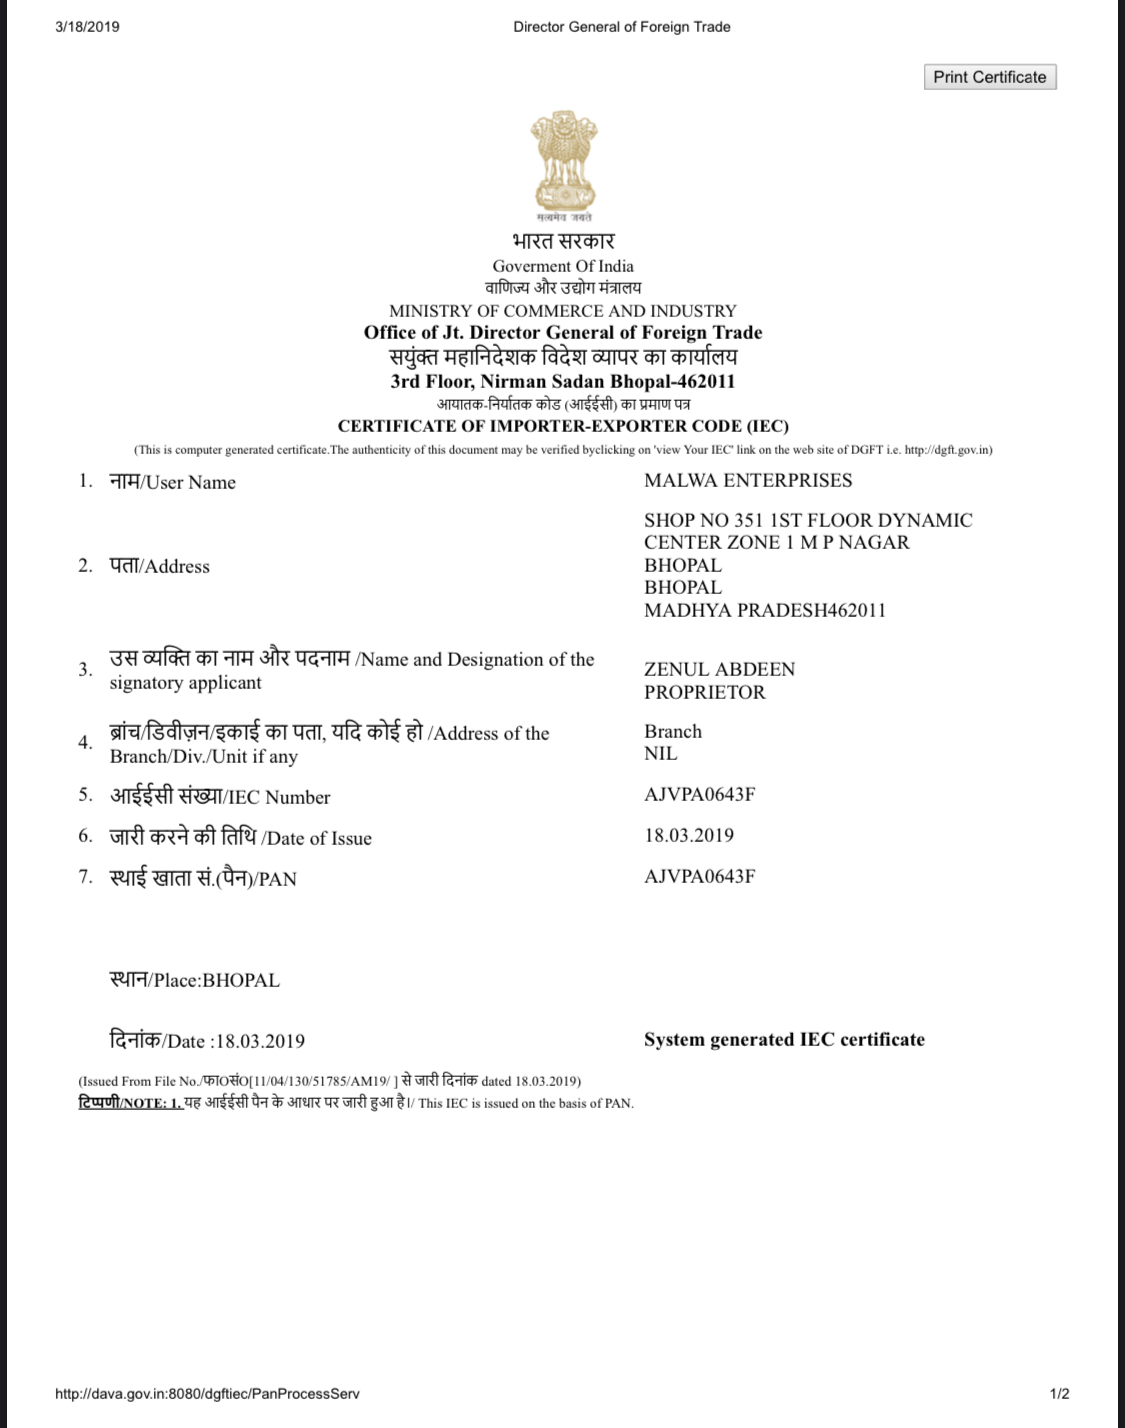 3/18/2019 Director General of Foreign Trade
Print Certificate
सत्यमेव जयते
भारत सरकार
Goverment Of India
वाणिज्य और उद्योग मंत्रालय
MINISTRY OF COMMERCE AND INDUSTRY
Office of Jt. Director General of Foreign Trade
सयुंक्त महानिदेशक विदेश व्यापर का कार्यालय
3rd Floor, Nirman Sadan Bhopal-462011
आयातक-निर्यातक कोड (आईईसी) का प्रमाण पत्र
CERTIFICATE OF IMPORTER-EXPORTER CODE (IEC)
(This is computer generated certificate.The authenticity of this document may be verified byclicking on 'view Your IEC' link on the web site of DGFT i.e. http://dgft.gov.in)
1. नाम/User Name MALWA ENTERPRISES
2. पता/Address SHOP NO 351 1ST FLOOR DYNAMIC
CENTER ZONE 1 M P NAGAR
BHOPAL
BHOPAL
MADHYA PRADESH462011
3. उस व्यक्ति का नाम और पदनाम /Name and Designation of the
signatory applicant
ZENUL ABDEEN
PROPRIETOR
4. ब्रांच/डिवीज़न/इकाई का पता, यदि कोई हो /Address of the
Branch/Div./Unit if any
Branch
NIL
5. आईईसी संख्या/IEC Number AJVPA0643F
6. जारी करने की तिथि /Date of Issue 18.03.2019
7. स्थाई खाता सं.(पैन)/PAN AJVPA0643F
स्थान/Place:BHOPAL
दिनांक/Date :18.03.2019 System generated IEC certificate
(Issued From File No./फाOसंO[11/04/130/51785/AM19/ ] से जारी दिनांक dated 18.03.2019)
टिप्पणी/NOTE: 1. यह आईईसी पैन के आधार पर जारी हुआ है।/ This IEC is issued on the basis of PAN.
http://dava.gov.in:8080/dgftiec/PanProcessServ 1/2